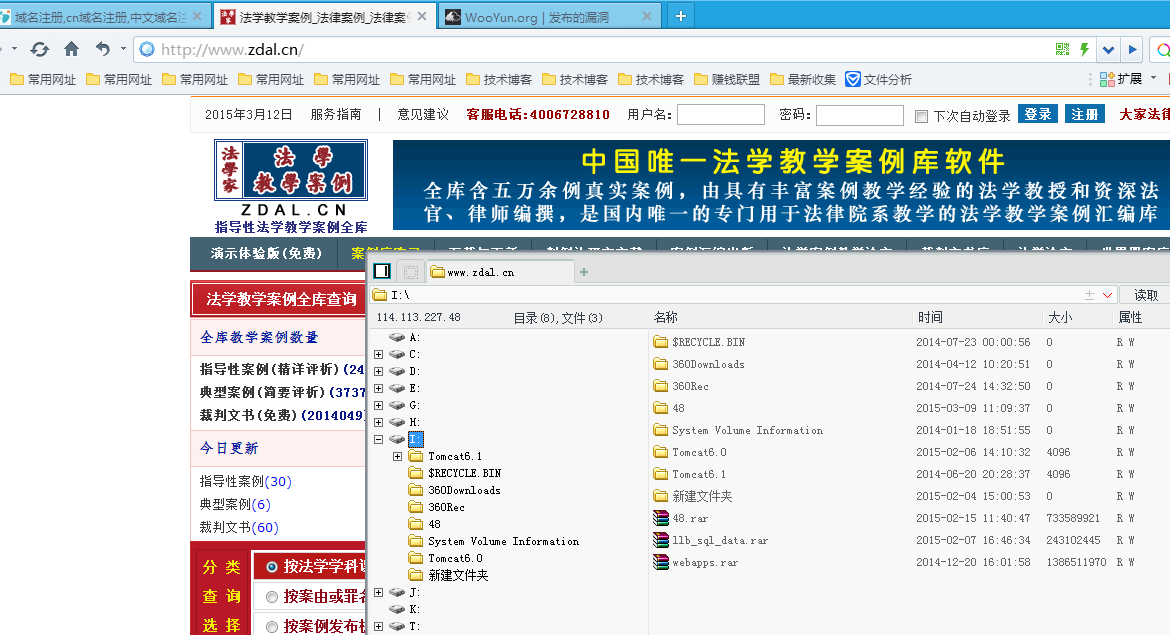 域名注册,cn域名注册,中文域名注
法学教学案例_法律案例_法律案
WooYun.org | 发布的漏洞
http://www.zdal.cn/
常用网址 常用网址 常用网址 常用网址 常用网址 常用网址 技术博客 技术博客 技术博客 赚钱联盟 最新收集 文件分析 扩展
2015年3月12日 服务指南 | 意见建议 客服电话:4006728810 用户名: 密码: 下次自动登录 登录 注册 大家法律
法學家
法學
教學案例
ZDAL.CN
指导性法学教学案例全库
中国唯一法学教学案例库软件
全库含五万余例真实案例，由具有丰富案例教学经验的法学教授和资深法
官、律师编撰，是国内唯一的专门用于法律院系教学的法学教学案例汇编库
演示体验版(免费)
法学教学案例全库查询
全库教学案例数量
指导性案例(精详评析)(24
典型案例(简要评析)(3737
裁判文书(免费)(2014049
今日更新
指导性案例(30)
典型案例(6)
裁判文书(60)
分类
查询
选择
按法学学科
按案由或罪名
按案例发布
www.zdal.cn
I:\
读取
114.113.227.48 目录(8),文件(3)
A:
C:
D:
E:
G:
H:
I:
Tomcat6.1
$RECYCLE.BIN
360Downloads
360Rec
48
System Volume Information
Tomcat6.0
新建文件夹
J:
K:
T:
名称 时间 大小 属性
$RECYCLE.BIN 2014-07-23 00:00:56 0 R W
360Downloads 2014-04-12 10:20:51 0 R W
360Rec 2014-07-24 14:32:50 0 R W
48 2015-03-09 11:09:37 0 R W
System Volume Information 2014-01-18 18:51:55 0 R W
Tomcat6.0 2015-02-06 14:10:32 4096 R W
Tomcat6.1 2014-06-20 20:28:37 4096 R W
新建文件夹 2015-02-04 15:00:53 0 R W
48.rar 2015-02-15 11:40:47 733589921 R W
llb_sql_data.rar 2015-02-07 16:46:34 243102445 R W
webapps.rar 2014-12-20 16:01:58 1386511970 R W